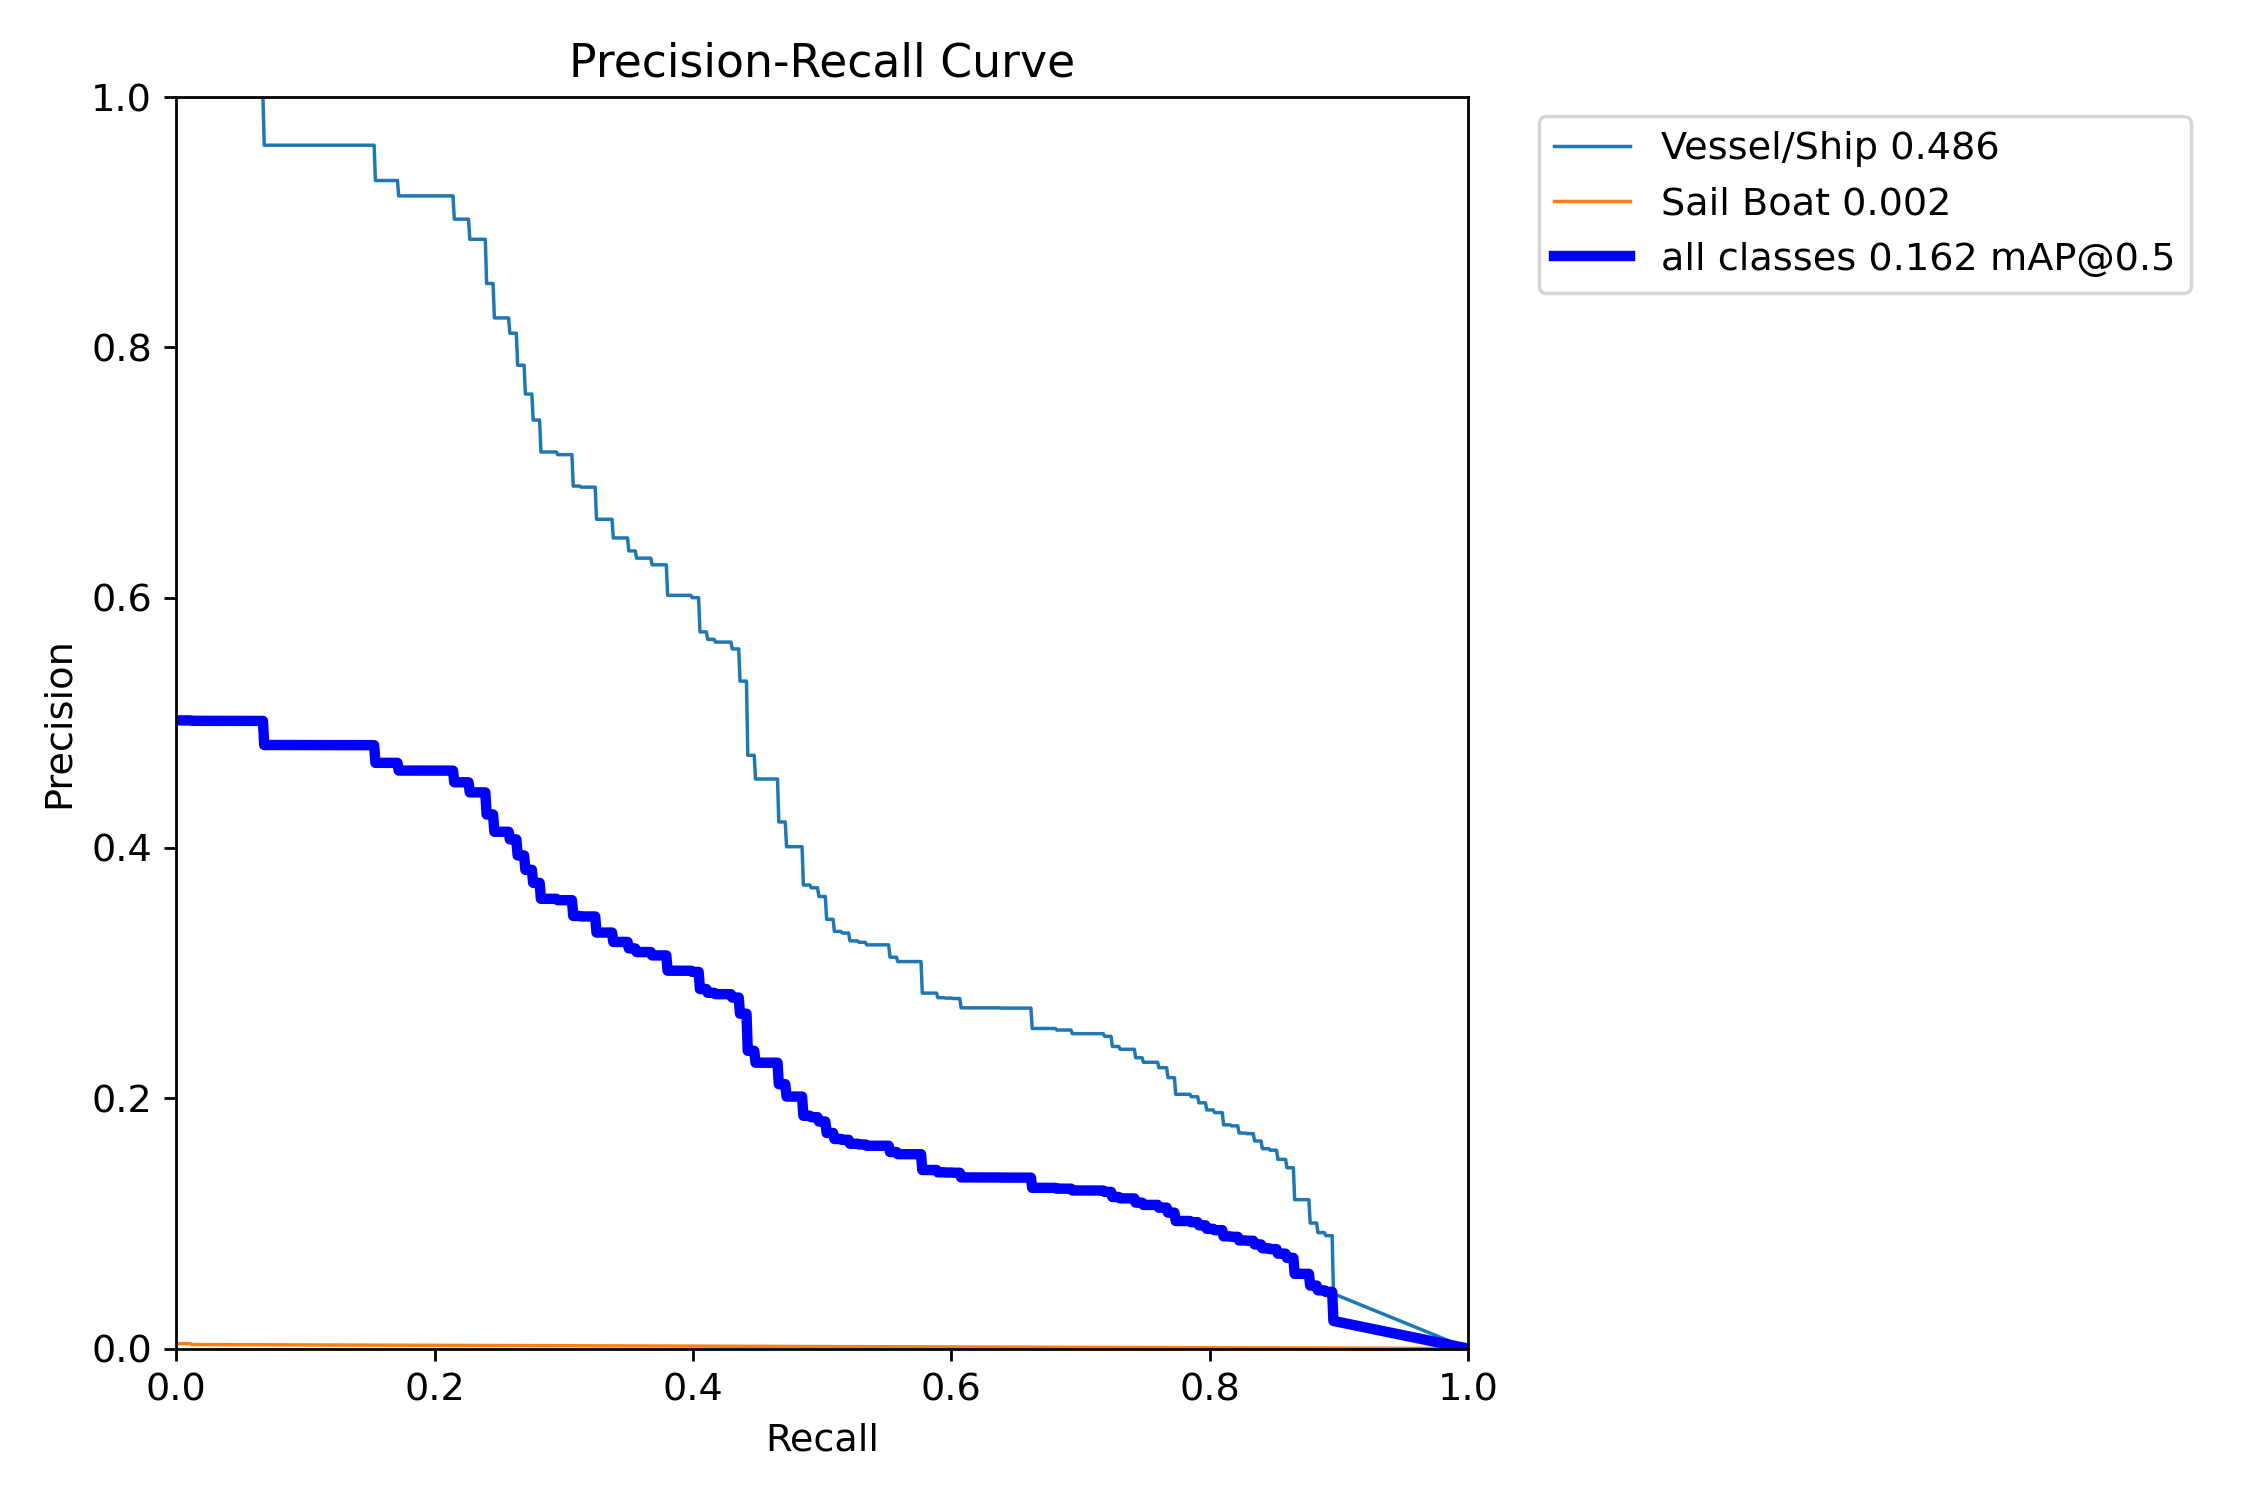 Precision-Recall Curve
1.0
0.8
0.6
0.4
0.2
0.0
Precision
0.0 0.2 0.4 0.6 0.8 1.0
Recall
Vessel/Ship 0.486
Sail Boat 0.002
all classes 0.162 mAP@0.5